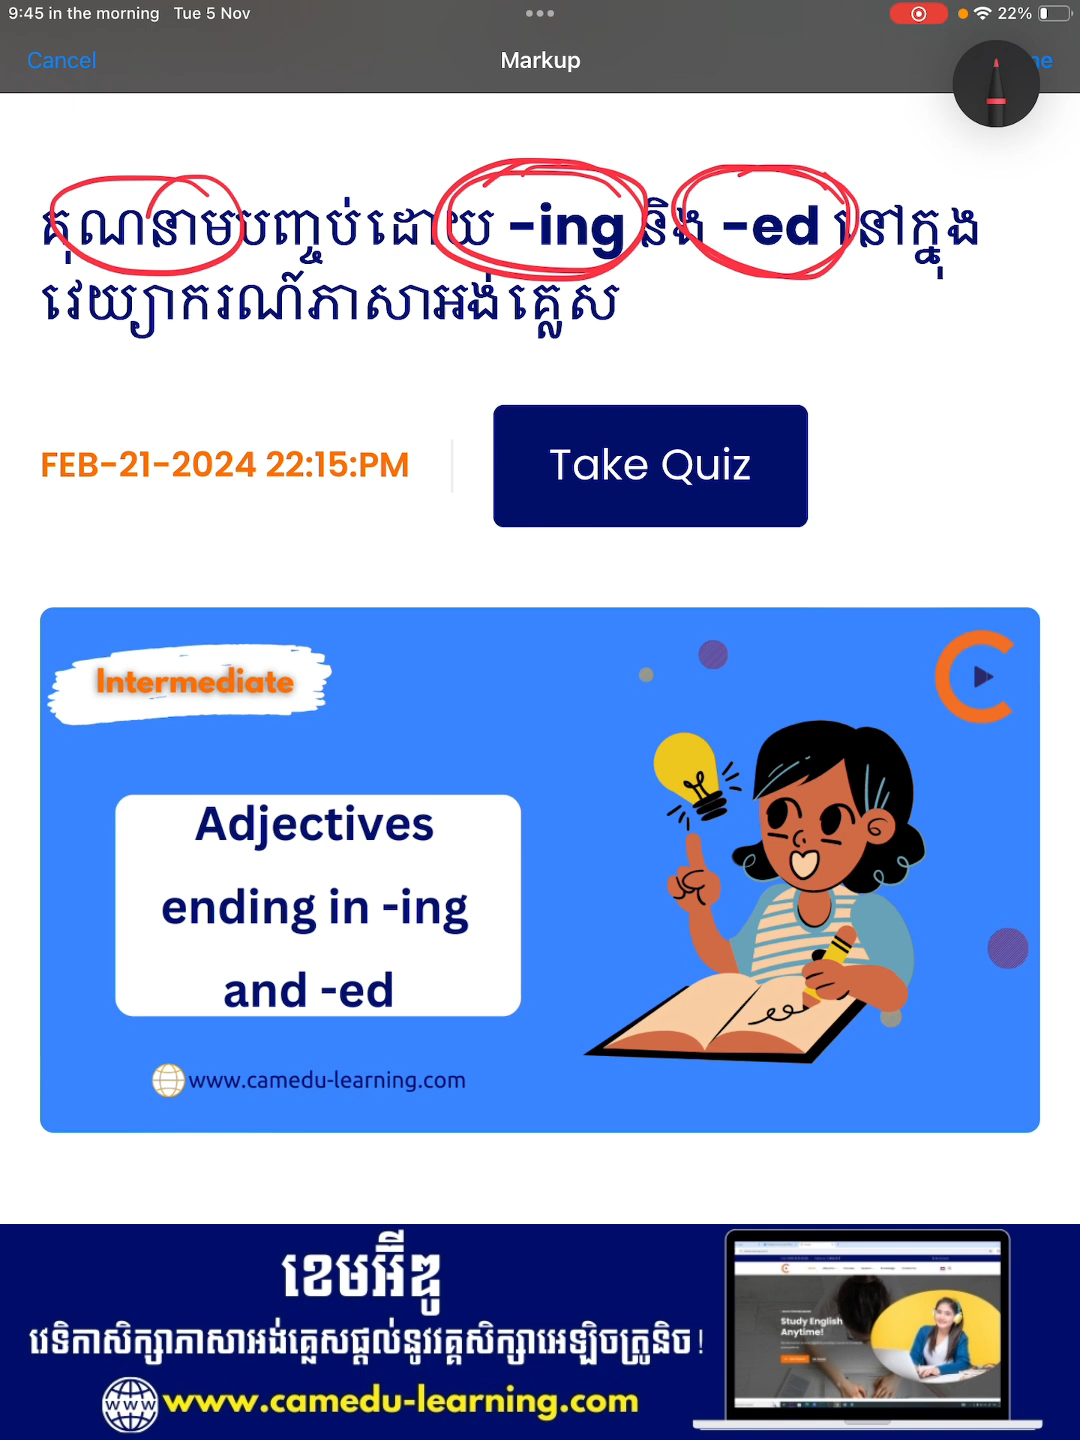 9:45 in the morning Tue 5 Nov
22%
Cancel
Markup
គុណនាមបញ្ចប់ដោយ -ing និង -ed នៅក្នុង
វេយ្យាករណ៍ភាសាអង់គ្លេស
FEB-21-2024 22:15:PM
Take Quiz
Intermediate
Adjectives
ending in -ing
and -ed
www.camedu-learning.com
ខេមអ៊ីឌូ
វេទិកាសិក្សាភាសាអង់គ្លេសផ្តល់នូវវគ្គសិក្សាអេឡិចត្រូនិច!
www.camedu-learning.com
Study English
Anytime!